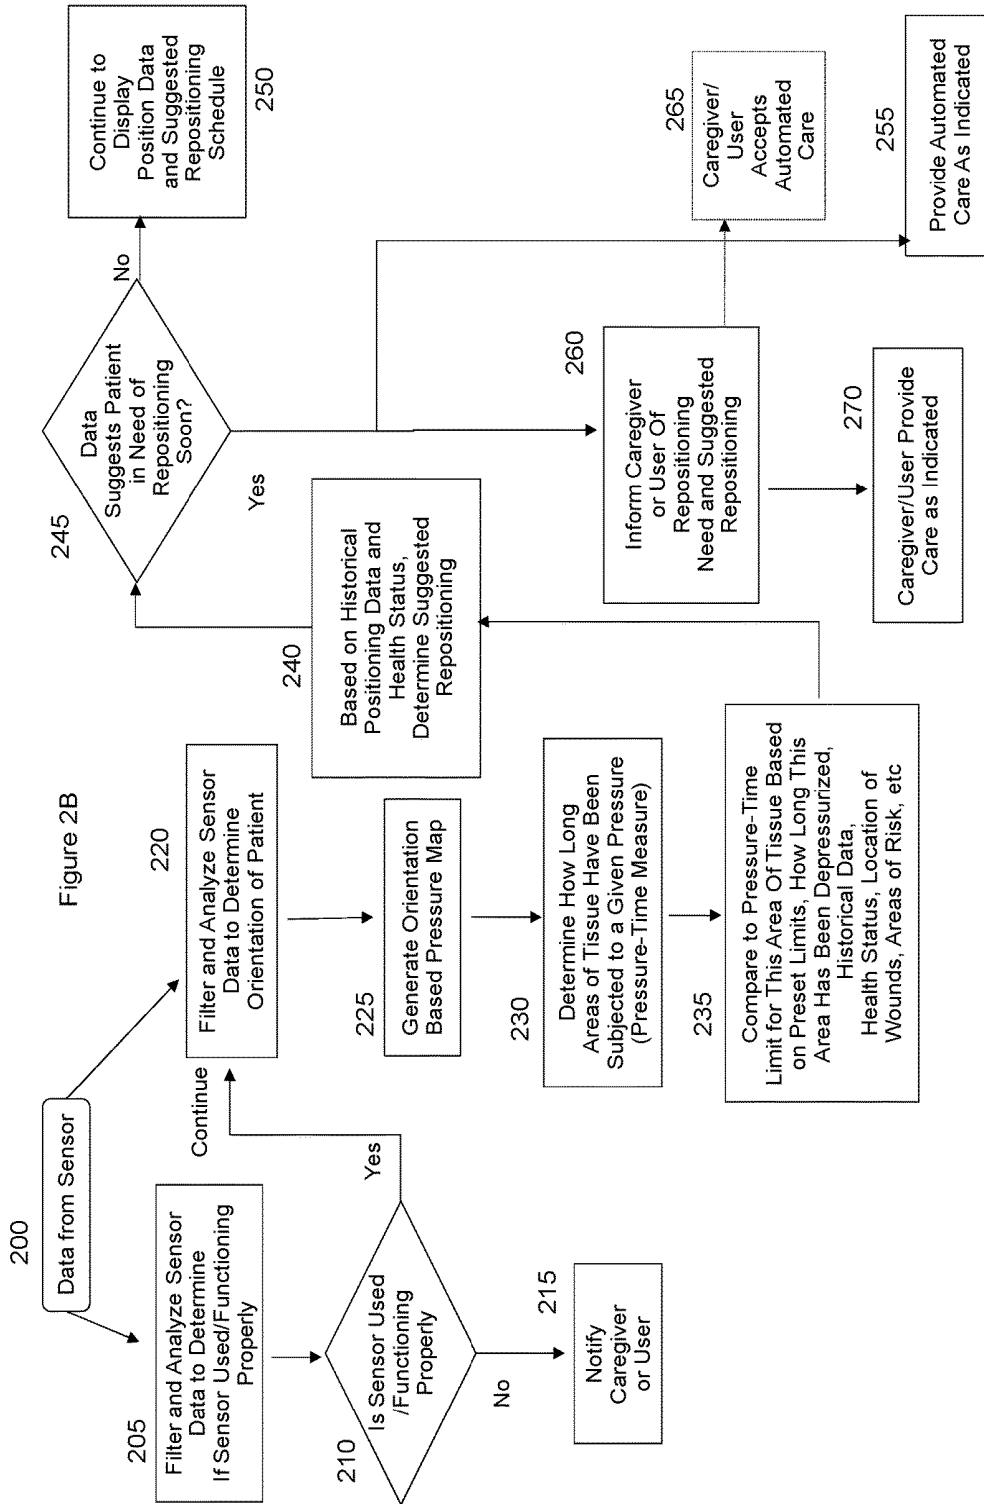 Figure 2B
200
Data from Sensor
205
Filter and Analyze Sensor
Data to Determine
If Sensor Used/Functioning
Properly
210
Is Sensor Used
/Functioning
Properly
Yes
Continue
No
215
Notify
Caregiver
or User
220
Filter and Analyze Sensor
Data to Determine
Orientation of Patient
225
Generate Orientation
Based Pressure Map
230
Determine How Long
Areas of Tissue Have Been
Subjected to a Given Pressure
(Pressure-Time Measure)
235
Compare to Pressure-Time
Limit for This Area Of Tissue Based
on Preset Limits, How Long This
Area Has Been Depressurized,
Historical Data,
Health Status, Location of
Wounds, Areas of Risk, etc
240
Based on Historical
Positioning Data and
Health Status,
Determine Suggested
Repositioning
245
Data
Suggests Patient
in Need of
Repositioning
Soon?
No
Yes
250
Continue to
Display
Position Data
and Suggested
Repositioning
Schedule
260
Inform Caregiver
or User Of
Repositioning
Need and Suggested
Repositioning
265
Caregiver/
User
Accepts
Automated
Care
255
Provide Automated
Care As Indicated
270
Caregiver/User Provide
Care as Indicated